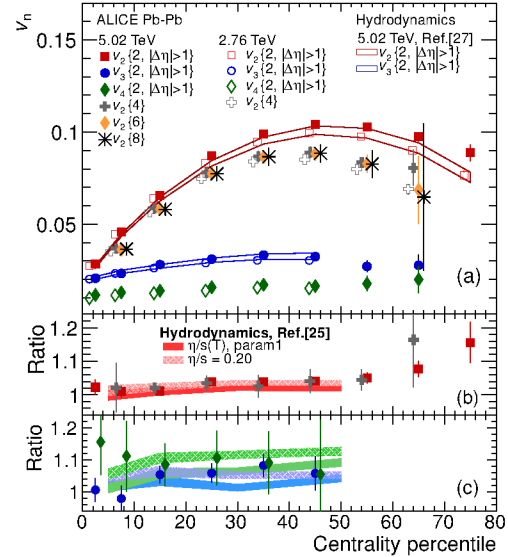 v_n
ALICE Pb-Pb
5.02 TeV
v₂{2, |Δη|>1}
v₃{2, |Δη|>1}
v₄{2, |Δη|>1}
v₂{4}
v₂{6}
v₂{8}
2.76 TeV
v₂{2, |Δη|>1}
v₃{2, |Δη|>1}
v₄{2, |Δη|>1}
v₂{4}
Hydrodynamics
5.02 TeV, Ref.[27]
v₂{2, |Δη|>1}
v₃{2, |Δη|>1}
0.15
0.1
0.05
(a)
Ratio
1.2
1.1
1
Hydrodynamics, Ref.[25]
η/s(T), param1
η/s = 0.20
(b)
Ratio
1.2
1.1
1
(c)
0 10 20 30 40 50 60 70 80
Centrality percentile